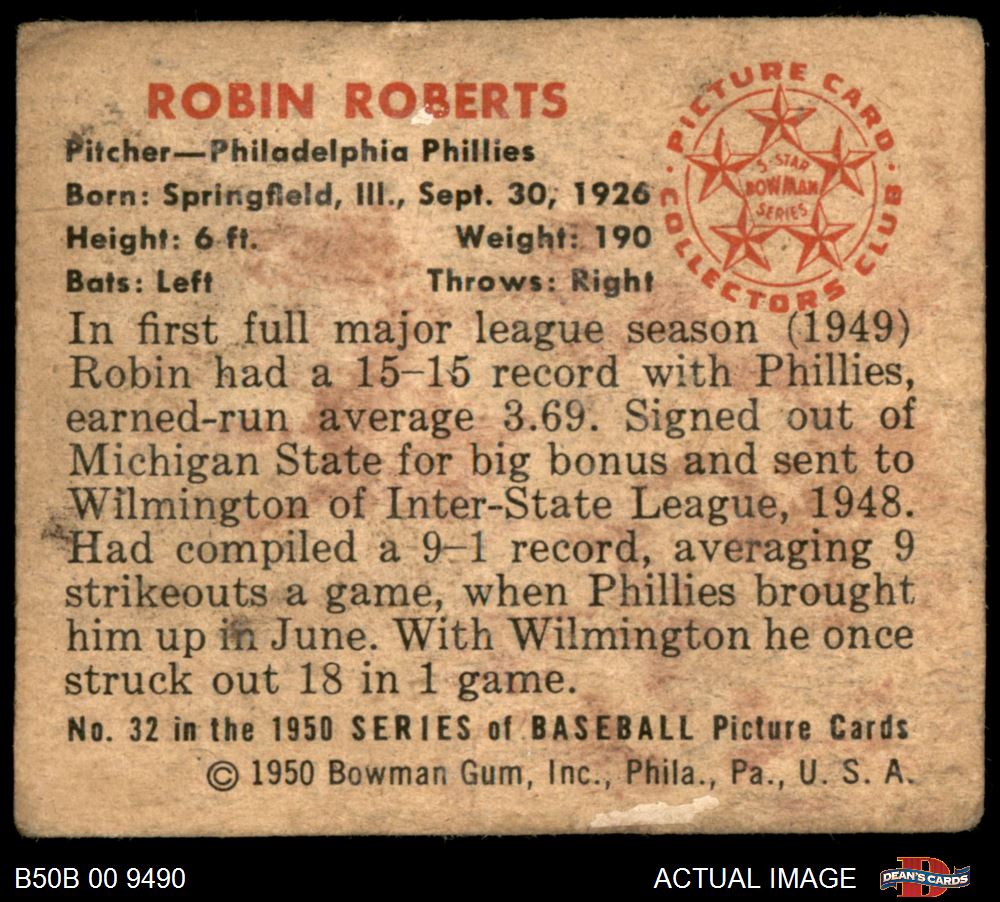 ROBIN ROBERTS
Pitcher—Philadelphia Phillies
Born: Springfield, Ill., Sept. 30, 1926
Height: 6 ft. Weight: 190
Bats: Left Throws: Right
PICTURE CARD COLLECTORS CLUB
5-STAR
BOWMAN
SERIES
In first full major league season (1949)
Robin had a 15-15 record with Phillies,
earned-run average 3.69. Signed out of
Michigan State for big bonus and sent to
Wilmington of Inter-State League, 1948.
Had compiled a 9-1 record, averaging 9
strikeouts a game, when Phillies brought
him up in June. With Wilmington he once
struck out 18 in 1 game.
No. 32 in the 1950 SERIES of BASEBALL Picture Cards
© 1950 Bowman Gum, Inc., Phila., Pa., U. S. A.
B50B 00 9490
ACTUAL IMAGE
D
DEAN'S CARDS